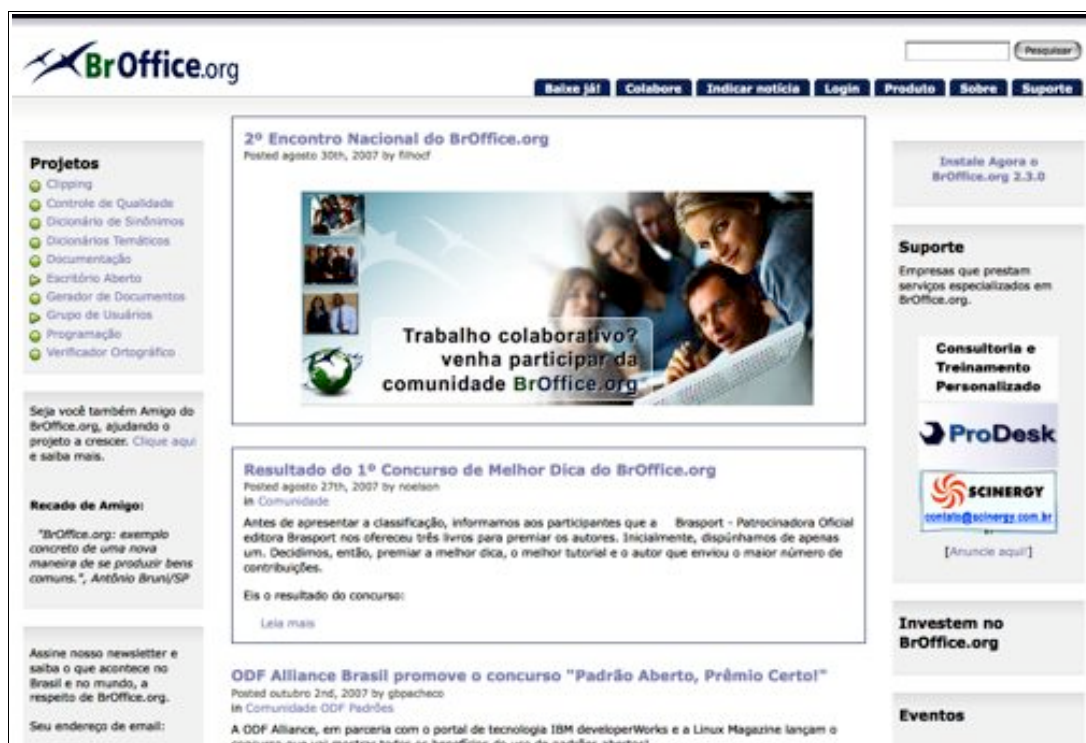 BrOffice.org
Pesquisar
Baixe já! Colabore Indicar notícia Login Produto Sobre Suporte
Projetos
Clipping
Controle de Qualidade
Dicionário de Sinônimos
Dicionários Temáticos
Documentação
Escritório Aberto
Gerador de Documentos
Grupo de Usuários
Programação
Verificador Ortográfico
Seja você também Amigo do
BrOffice.org, ajudando o
projeto a crescer. Clique aqui
e saiba mais.
Recado de Amigo:
"BrOffice.org: exemplo
concreto de uma nova
maneira de se produzir bens
comuns.", Antônio Bruni/SP
Assine nosso newsletter e
saiba o que acontece no
Brasil e no mundo, a
respeito de BrOffice.org.
Seu endereço de email:
2º Encontro Nacional do BrOffice.org
Posted agosto 30th, 2007 by filhocf
Trabalho colaborativo?
venha participar da
comunidade BrOffice.org
Resultado do 1º Concurso de Melhor Dica do BrOffice.org
Posted agosto 27th, 2007 by noelson
in Comunidade
Antes de apresentar a classificação, informamos aos participantes que a Brasport - Patrocinadora Oficial
editora Brasport nos ofereceu três livros para premiar os autores. Inicialmente, dispúnhamos de apenas
um. Decidimos, então, premiar a melhor dica, o melhor tutorial e o autor que enviou o maior número de
contribuições.
Eis o resultado do concurso:
Leia mais
ODF Alliance Brasil promove o concurso "Padrão Aberto, Prêmio Certo!"
Posted outubro 2nd, 2007 by gbpacheco
in Comunidade ODF Padrões
A ODF Alliance, em parceria com o portal de tecnologia IBM developerWorks e a Linux Magazine lançam o
concurso que vai mostrar todos os benefícios do uso de padrões abertos!
Instale Agora o
BrOffice.org 2.3.0
Suporte
Empresas que prestam
serviços especializados em
BrOffice.org.
Consultoria e
Treinamento
Personalizado
ProDesk
SCINERGY
contato@scinergy.com.br
[Anuncie aqui!]
Investem no
BrOffice.org
Eventos